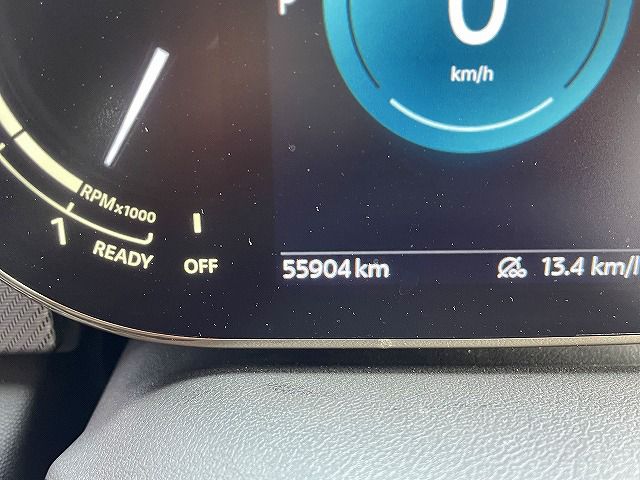 P
0
km/h
RPMx1000
1
READY
OFF
55904 km
13.4 km/l